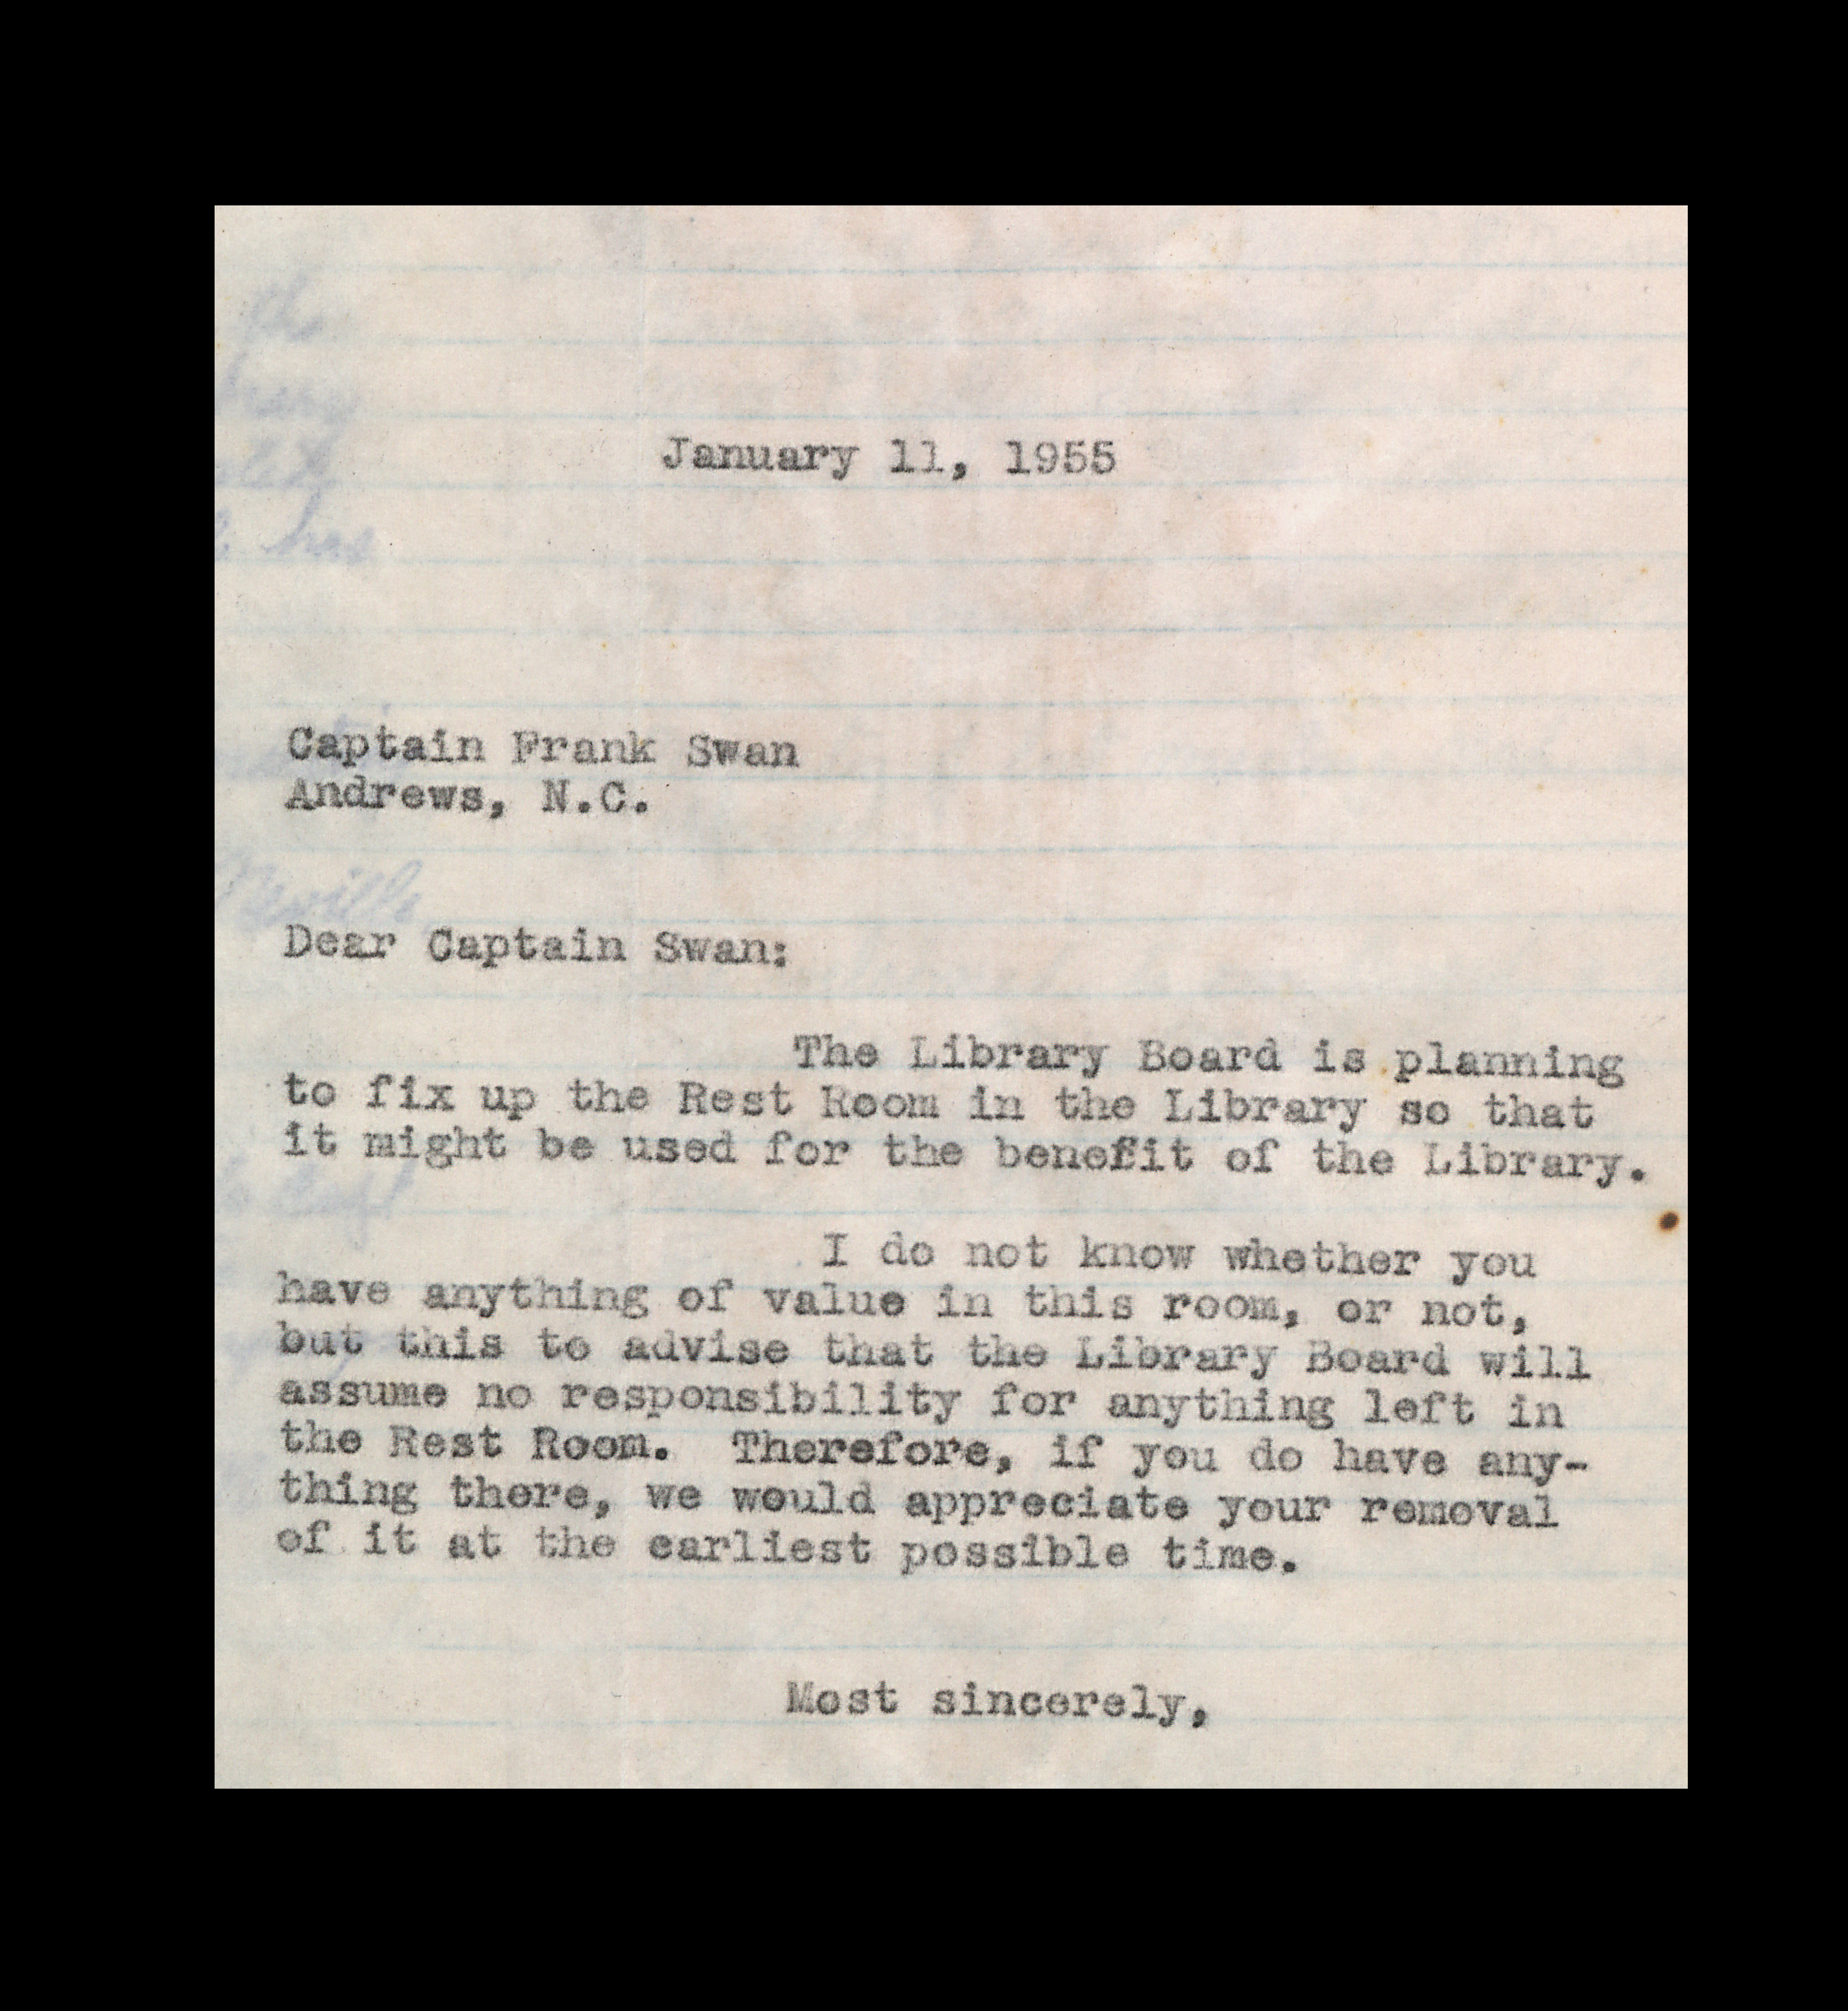 January 11, 1955
Captain Frank Swan
Andrews, N.C.
Dear Captain Swan:
The Library Board is planning
to fix up the Rest Room in the Library so that
it might be used for the benefit of the Library.
I do not know whether you
have anything of value in this room, or not,
but this to advise that the Library Board will
assume no responsibility for anything left in
the Rest Room.  Therefore, if you do have any-
thing there, we would appreciate your removal
of it at the earliest possible time.
Most sincerely,